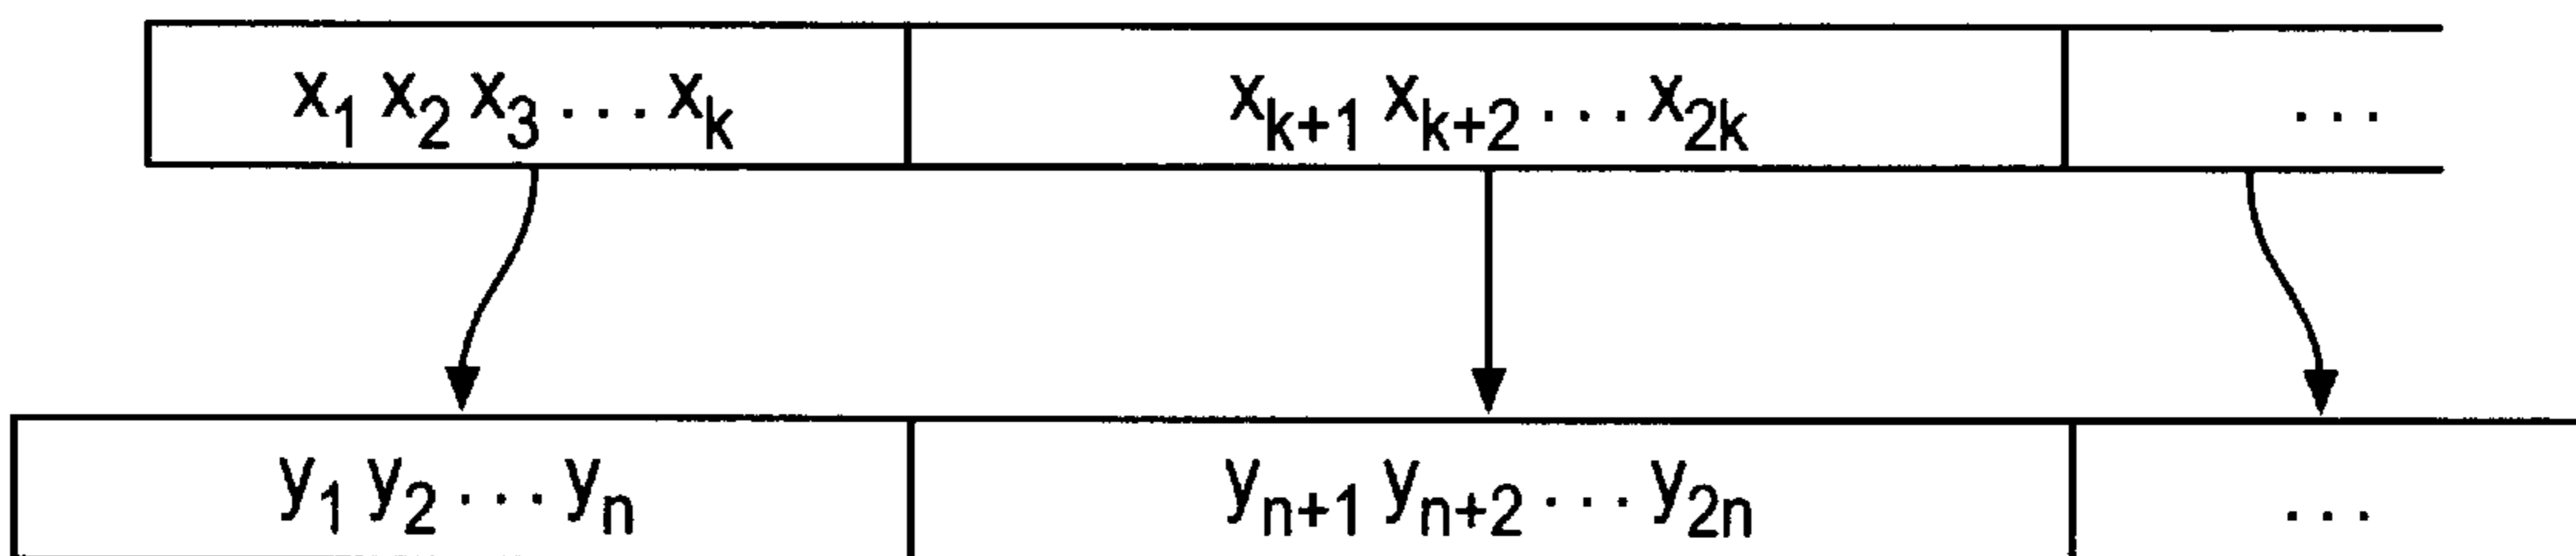 x₁ x₂ x₃ . . . xₖ xₖ₊₁ xₖ₊₂ . . . x₂ₖ . . .
y₁ y₂ . . . yₙ yₙ₊₁ yₙ₊₂ . . . y₂ₙ . . .